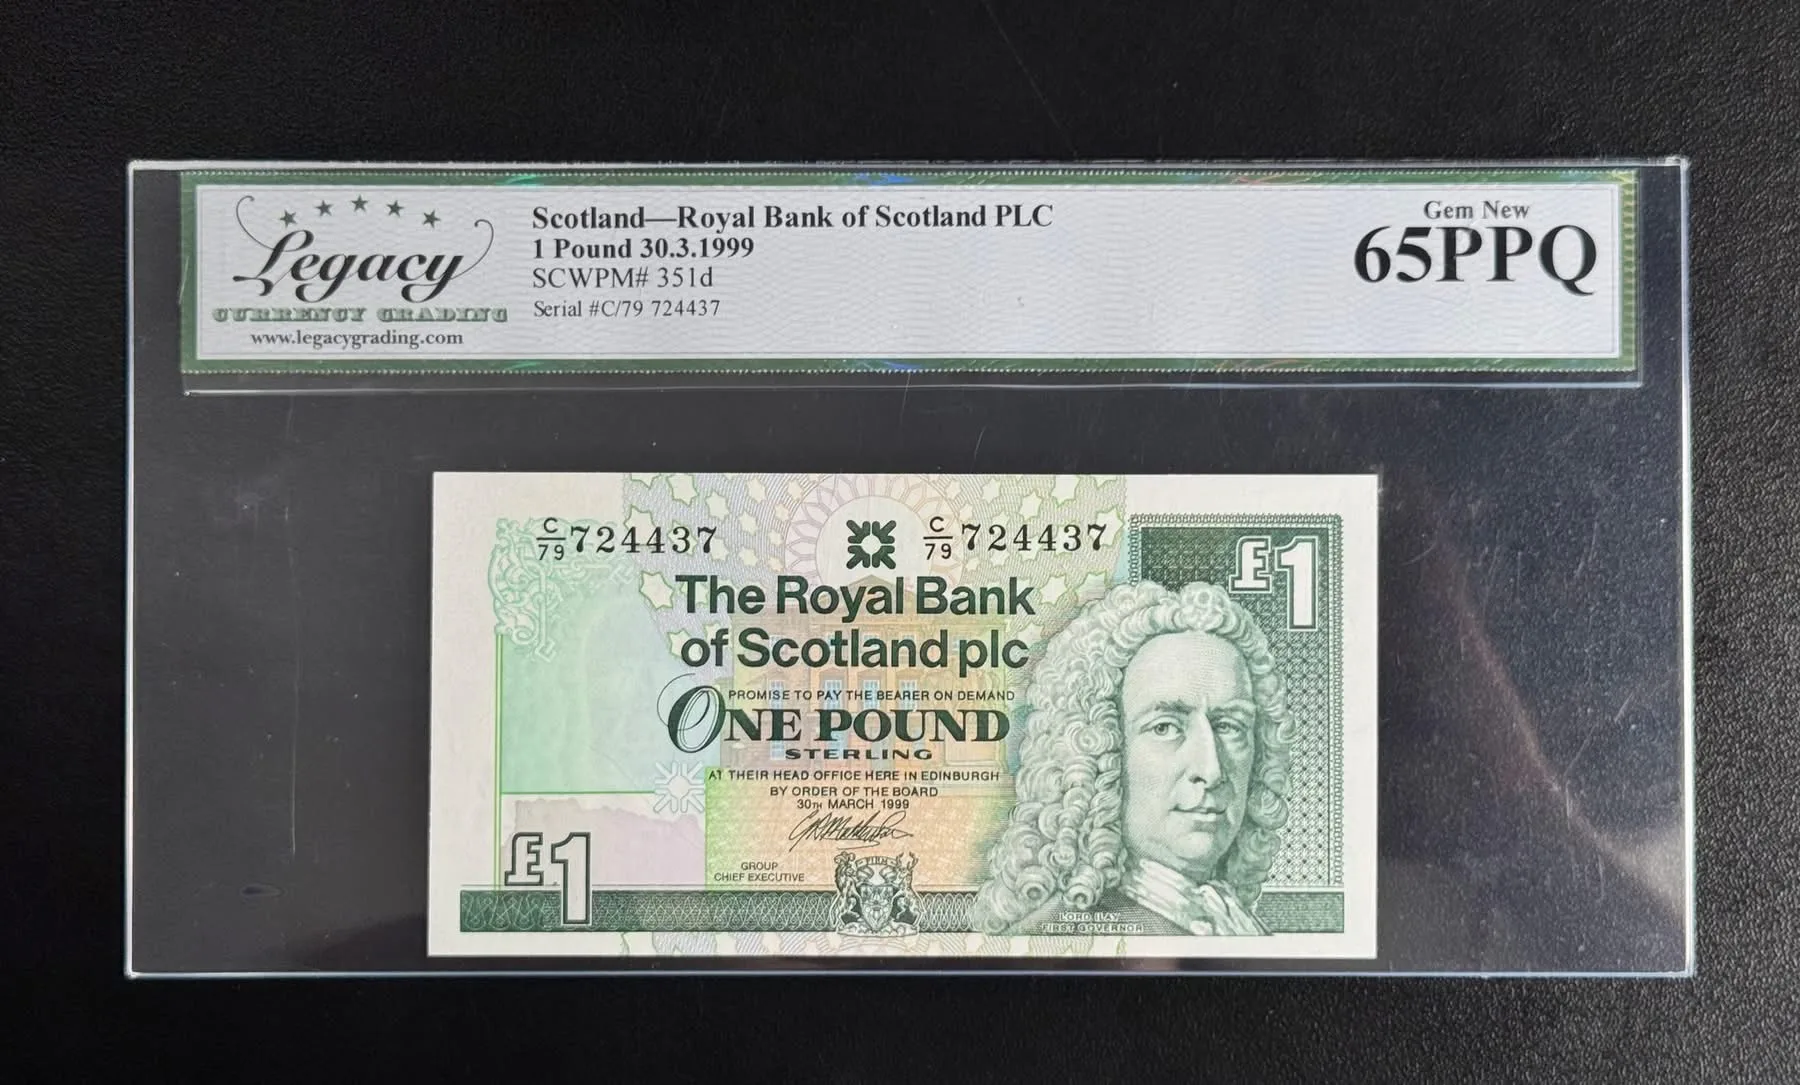 Legacy
CURRENCY GRADING
www.legacygrading.com
Scotland—Royal Bank of Scotland PLC
1 Pound 30.3.1999
SCWPM# 351d
Serial #C/79 724437
Gem New
65PPQ
C/79 724437
C/79 724437
£1
The Royal Bank
of Scotland plc
PROMISE TO PAY THE BEARER ON DEMAND
ONE POUND
STERLING
AT THEIR HEAD OFFICE HERE IN EDINBURGH
BY ORDER OF THE BOARD
30TH MARCH 1999
GROUP
CHIEF EXECUTIVE
£1
LORD ILAY
FIRST GOVERNOR